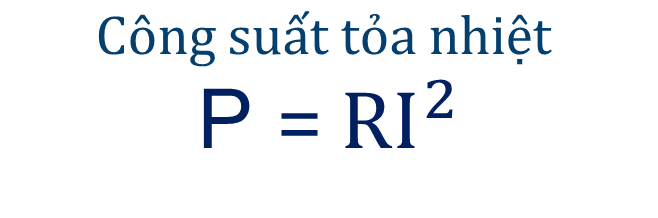 Công suất tỏa nhiệt
P = RI²